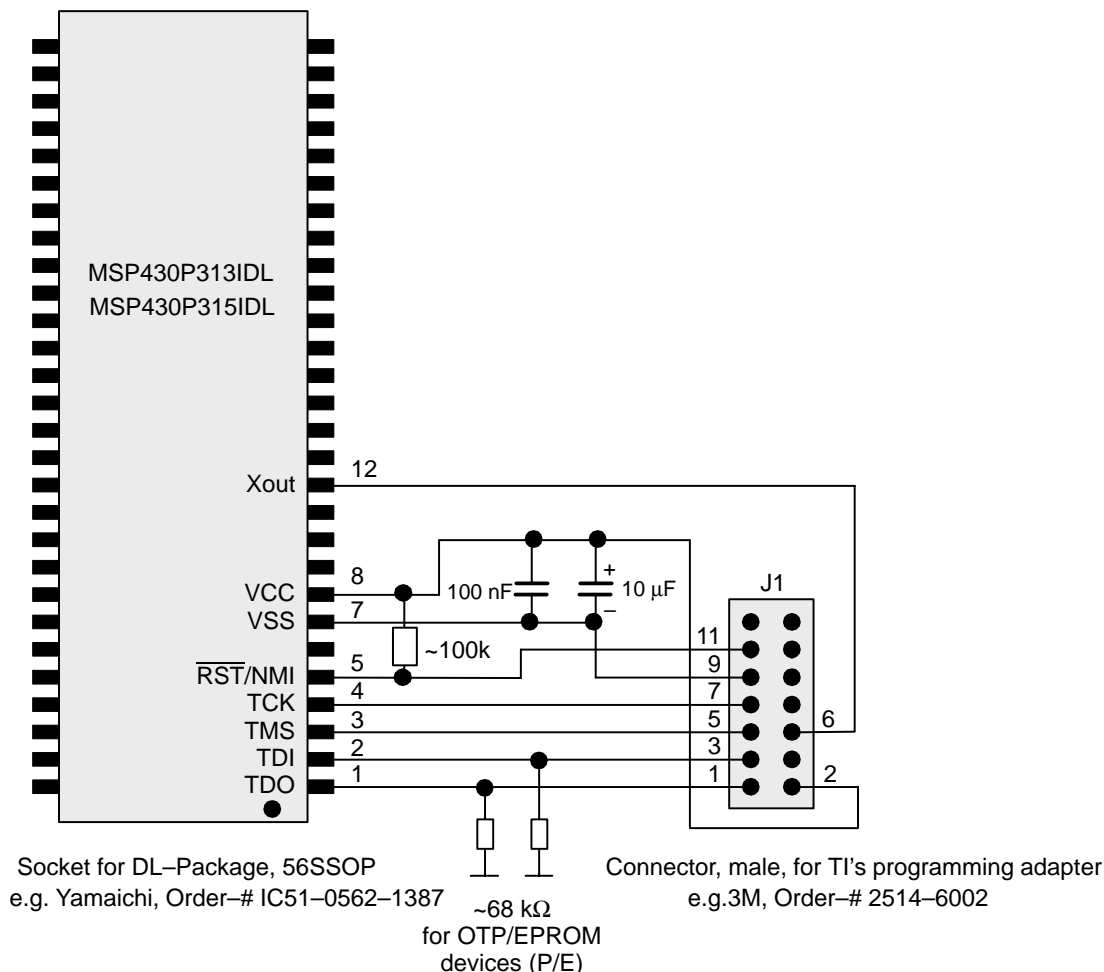 MSP430P313IDL
MSP430P315IDL
Xout
12
VCC
8
VSS
7
100 nF
+
10 μF
–
~100k
RST/NMI
5
TCK
4
TMS
3
TDI
2
TDO
1
J1
11
9
7
5
3
1
6
2
Socket for DL–Package, 56SSOP
e.g. Yamaichi, Order–# IC51–0562–1387
~68 kΩ
for OTP/EPROM
devices (P/E)
Connector, male, for TI's programming adapter
e.g.3M, Order–# 2514–6002